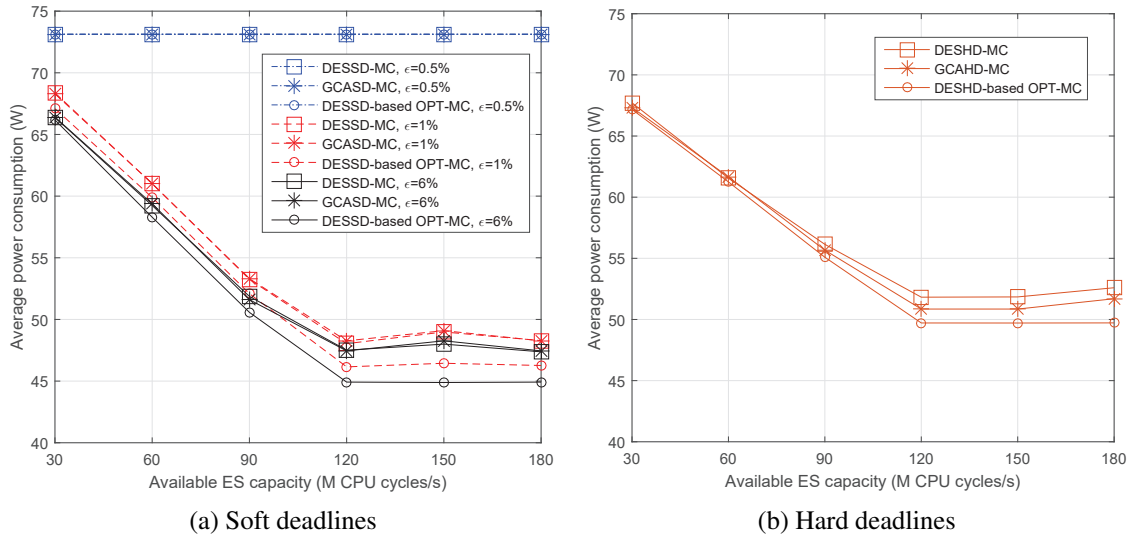 75
70
65
60
55
50
45
40
30
60
90
120
150
180
Average power consumption (W)
Available ES capacity (M CPU cycles/s)
DESSD-MC, ϵ=0.5%
GCASD-MC, ϵ=0.5%
DESSD-based OPT-MC, ϵ=0.5%
DESSD-MC, ϵ=1%
GCASD-MC, ϵ=1%
DESSD-based OPT-MC, ϵ=1%
DESSD-MC, ϵ=6%
GCASD-MC, ϵ=6%
DESSD-based OPT-MC, ϵ=6%
(a) Soft deadlines
75
70
65
60
55
50
45
40
30
60
90
120
150
180
Average power consumption (W)
Available ES capacity (M CPU cycles/s)
DESHD-MC
GCAHD-MC
DESHD-based OPT-MC
(b) Hard deadlines